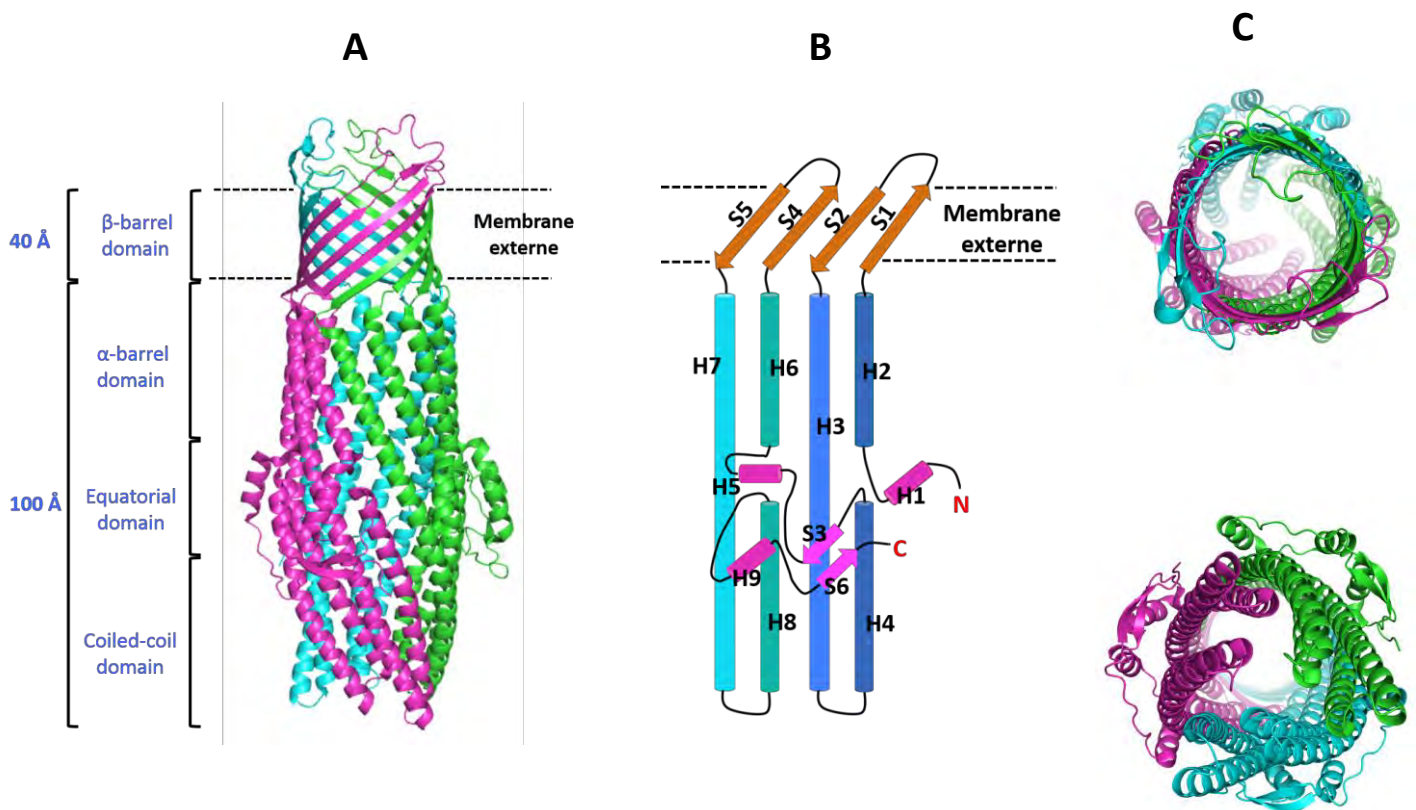 A
B
C
40 Å
β-barrel
domain
Membrane
externe
100 Å
α-barrel
domain
Equatorial
domain
Coiled-coil
domain
S5
S4
S2
S1
Membrane
externe
H7
H6
H2
H3
H5
H1
N
S3
C
H9
S6
H8
H4